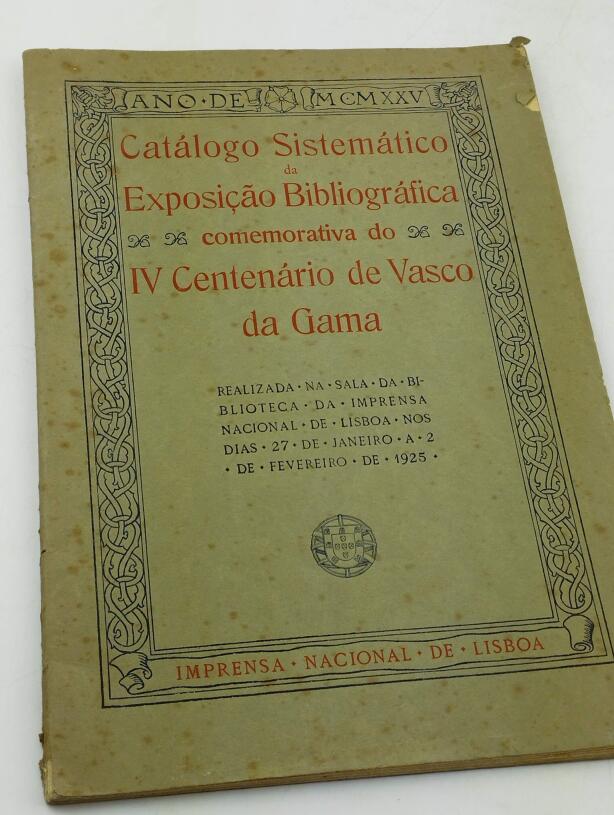 ANO · DE MCMXXV
Catálogo Sistemático
da
Exposição Bibliográfica
comemorativa do
IV Centenário de Vasco
da Gama
REALIZADA · NA · SALA · DA · BI-
BLIOTECA · DA · IMPRENSA
NACIONAL · DE · LISBOA · NOS
DIAS · 27 · DE · JANEIRO · A · 2
· DE · FEVEREIRO · DE · 1925 ·
IMPRENSA · NACIONAL · DE · LISBOA